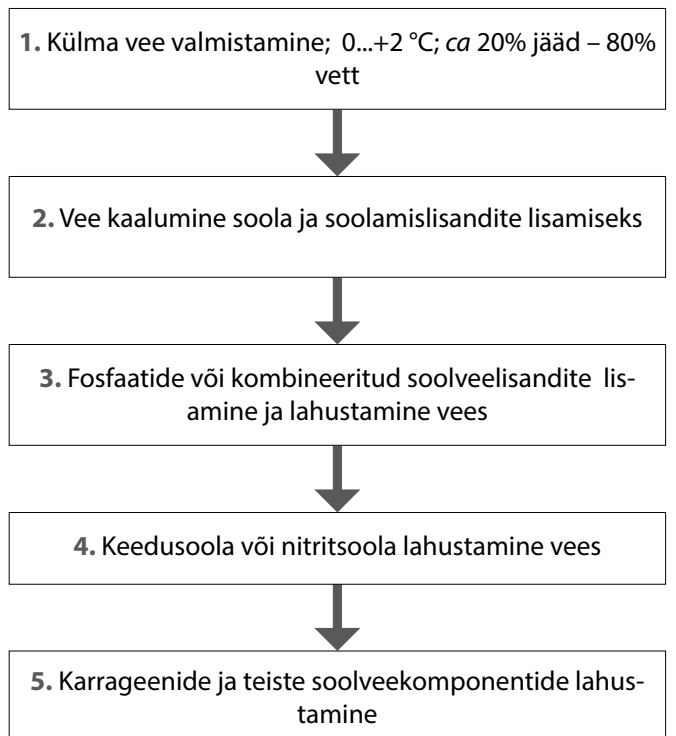 1. Külma vee valmistamine; 0...+2 °C; ca 20% jääd – 80%
vett
2. Vee kaalumine soola ja soolamislisandite lisamiseks
3. Fosfaatide või kombineeritud soolveelisandite lis-
amine ja lahustamine vees
4. Keedusoola või nitritsoola lahustamine vees
5. Karrageenide ja teiste soolveekomponentide lahus-
tamine